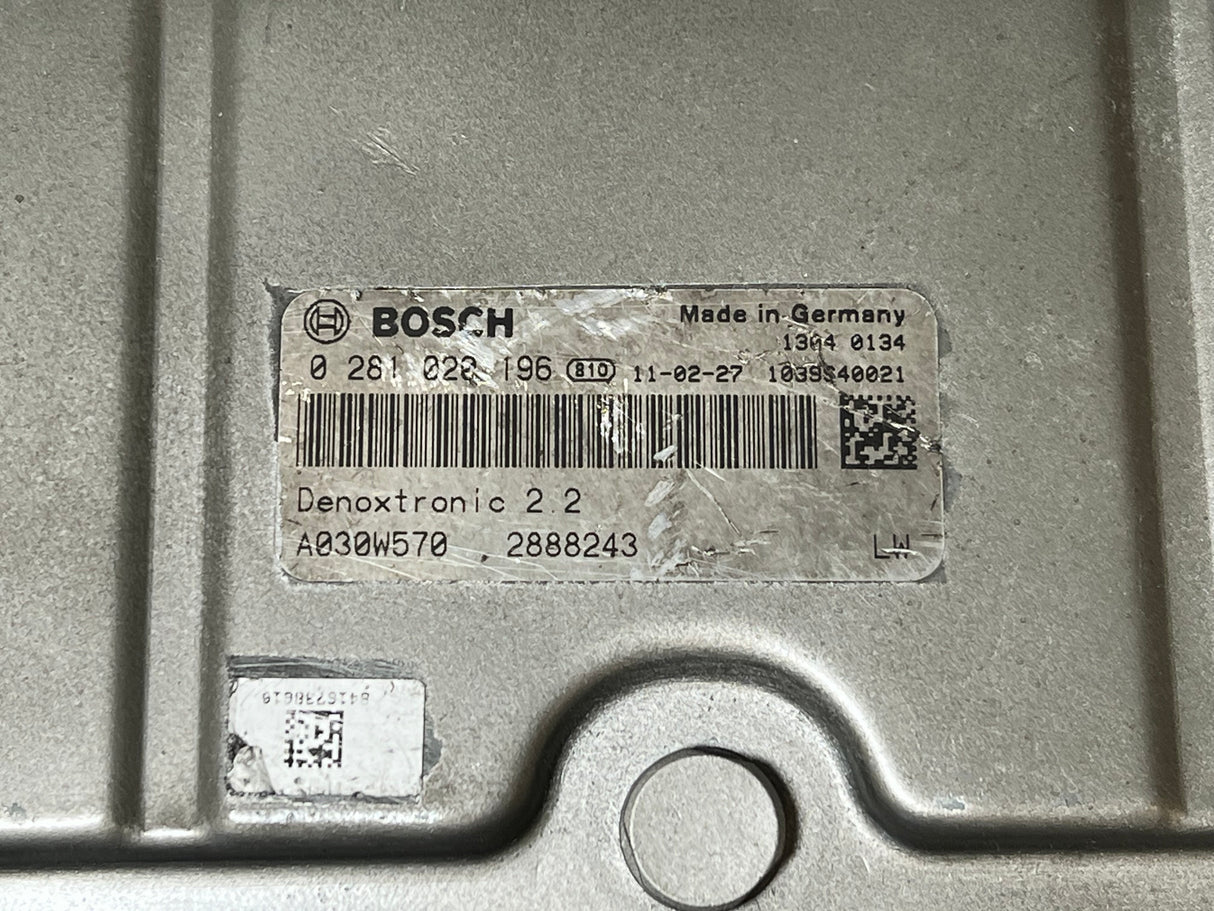 BOSCH
Made in Germany
1304 0134
0 281 020 196 810 11-02-27 1039S40021
Denoxtronic 2.2
A030W570 2888243 LW